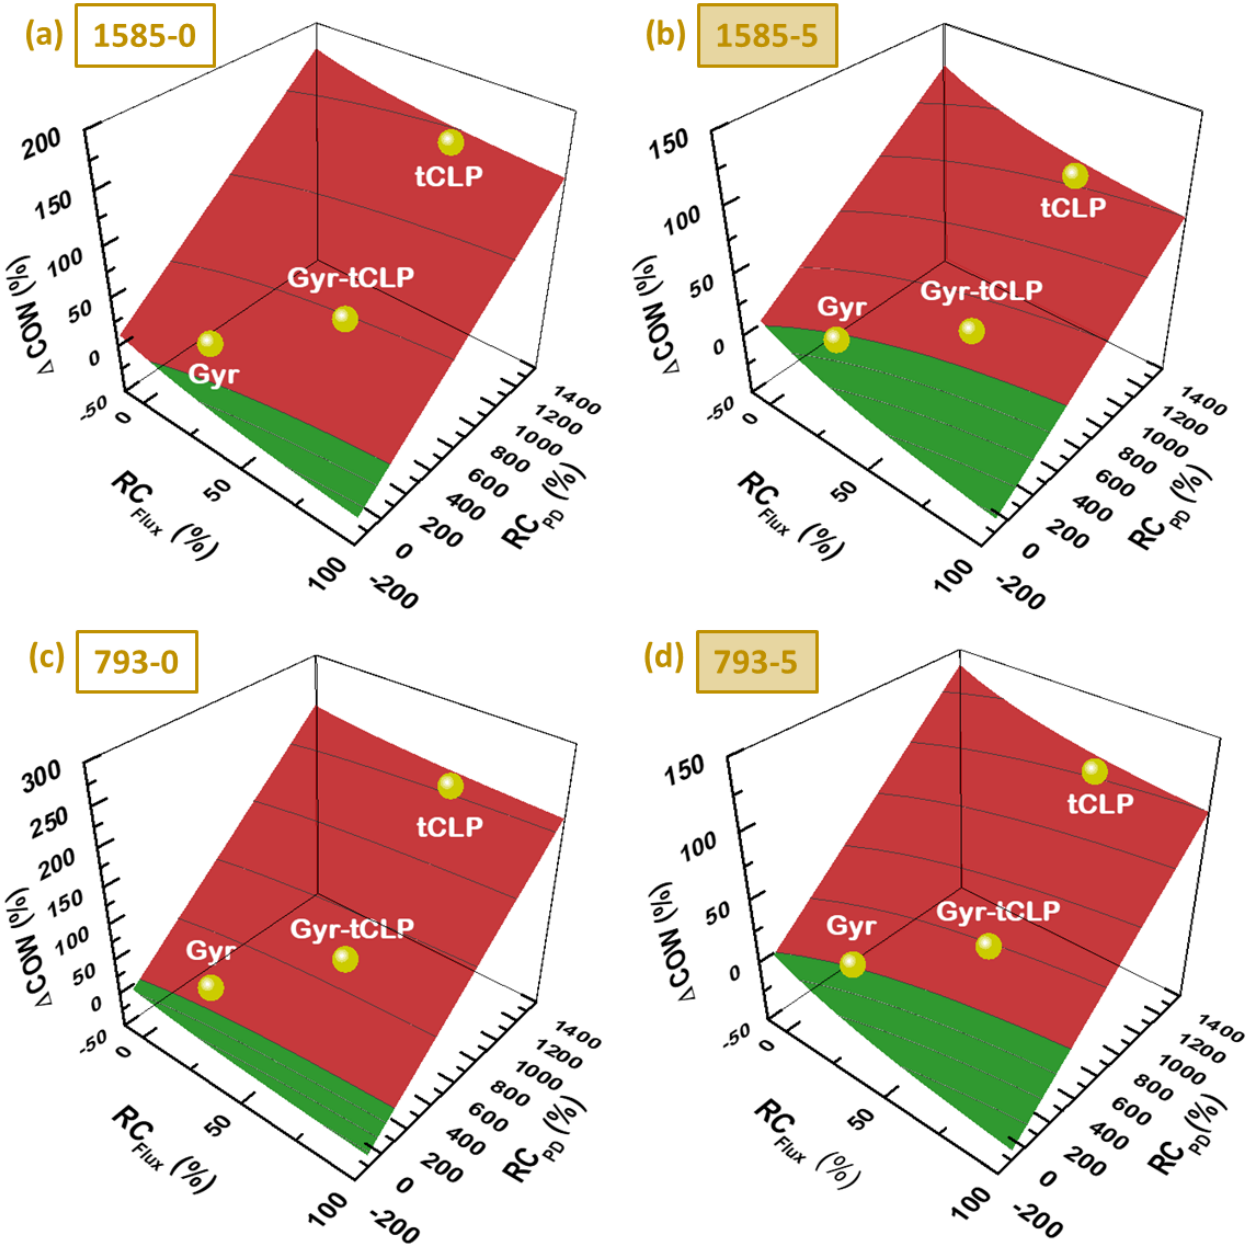 (a) 1585-0
200
150
100
50
0
-50
ΔCOW (%)
0
50
100
RC Flux (%)
-200
0
200
400
600
800
1000
1200
1400
RC PD (%)
tCLP
Gyr-tCLP
Gyr
(b) 1585-5
150
100
50
0
-50
ΔCOW (%)
0
50
100
RC Flux (%)
-200
0
200
400
600
800
1000
1200
1400
RC PD (%)
tCLP
Gyr-tCLP
Gyr
(c) 793-0
300
250
200
150
100
50
0
-50
ΔCOW (%)
0
50
100
RC Flux (%)
-200
0
200
400
600
800
1000
1200
1400
RC PD (%)
tCLP
Gyr-tCLP
Gyr
(d) 793-5
150
100
50
0
-50
ΔCOW (%)
0
50
100
RC Flux (%)
-200
0
200
400
600
800
1000
1200
1400
RC PD (%)
tCLP
Gyr-tCLP
Gyr